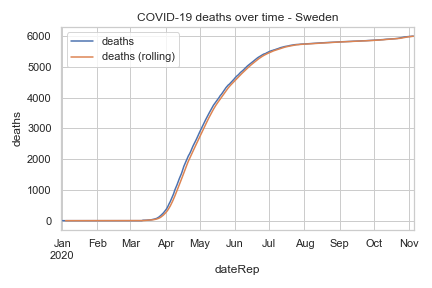 COVID-19 deaths over time - Sweden
deaths
deaths (rolling)
6000
5000
4000
3000
2000
1000
0
deaths
Jan Feb Mar Apr May Jun Jul Aug Sep Oct Nov
2020
dateRep